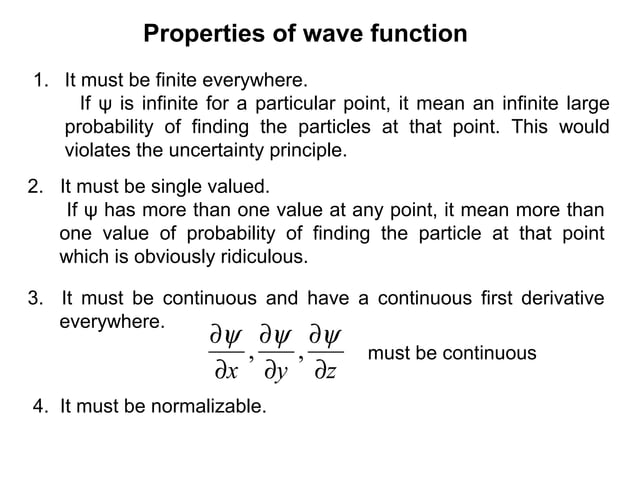 Properties of wave function
1. It must be finite everywhere.
If ψ is infinite for a particular point, it mean an infinite large
probability of finding the particles at that point. This would
violates the uncertainty principle.
2. It must be single valued.
If ψ has more than one value at any point, it mean more than
one value of probability of finding the particle at that point
which is obviously ridiculous.
3. It must be continuous and have a continuous first derivative
everywhere.
∂ψ/∂x , ∂ψ/∂y , ∂ψ/∂z must be continuous
4. It must be normalizable.